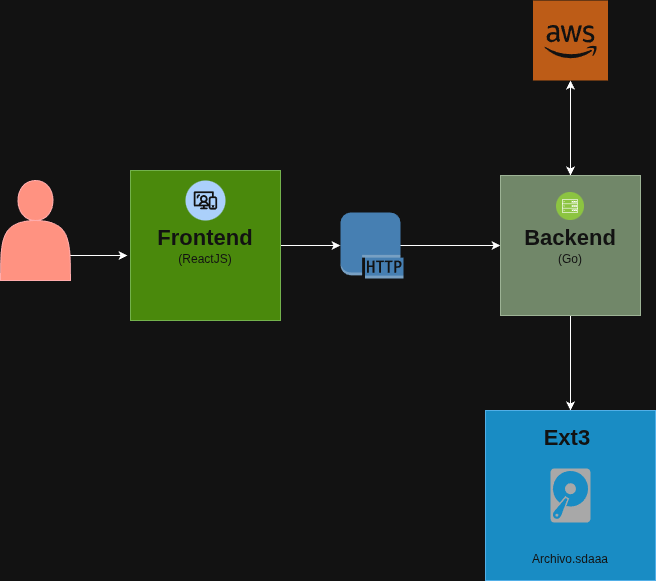 aws
Frontend
(ReactJS)
HTTP
Backend
(Go)
Ext3
Archivo.sdaaa